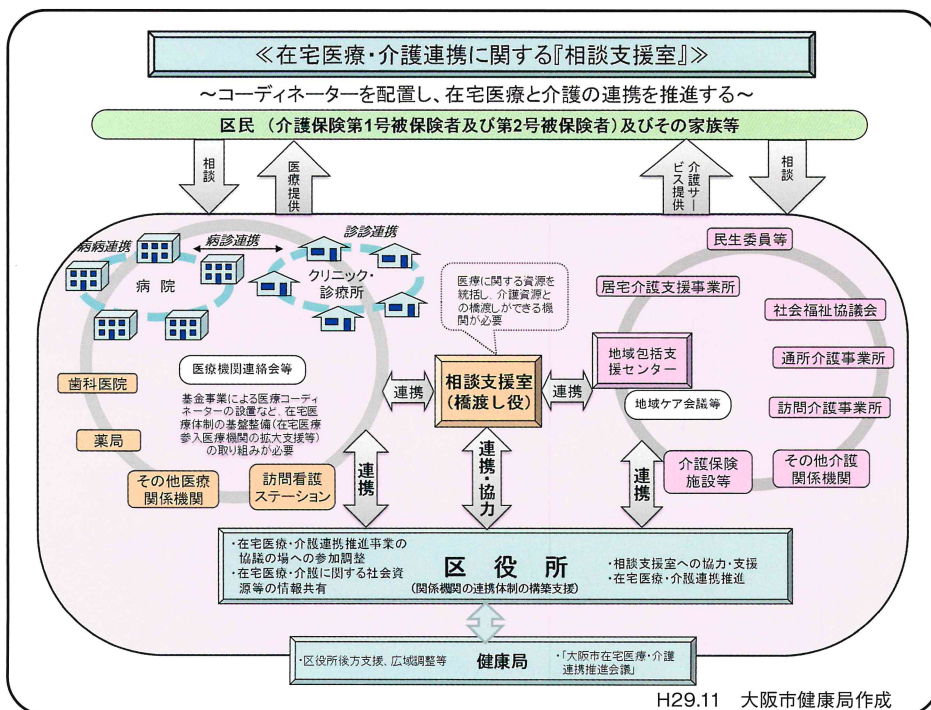 ≪在宅医療・介護連携に関する『相談支援室』≫
～コーディネーターを配置し、在宅医療と介護の連携を推進する～
区民（介護保険第1号被保険者及び第2号被保険者）及びその家族等
相談
医療提供
介護サー
ビス提供
相談
病病連携
病診連携
診診連携
病院
クリニック・
診療所
医療機関連絡会等
基金事業による医療コーディ
ネーターの設置など、在宅医
療体制の基盤整備(在宅医療
参入医療機関の拡大支援等)
の取り組みが必要
歯科医院
薬局
その他医療
関係機関
訪問看護
ステーション
医療に関する資源を
統括し、介護資源と
の橋渡しができる機
関が必要
連携
相談支援室
(橋渡し役)
連携
民生委員等
居宅介護支援事業所
社会福祉協議会
地域包括支
援センター
通所介護事業所
地域ケア会議等
訪問介護事業所
介護保険
施設等
その他介護
関係機関
連携
連携・協力
連携
・在宅医療・介護連携推進事業の
協議の場への参加調整
・在宅医療・介護に関する社会資
源等の情報共有
区役所
(関係機関の連携体制の構築支援)
・相談支援室への協力・支援
・在宅医療・介護連携推進
・区役所後方支援、広域調整等
健康局
・「大阪市在宅医療・介護
連携推進会議」
H29.11 大阪市健康局作成